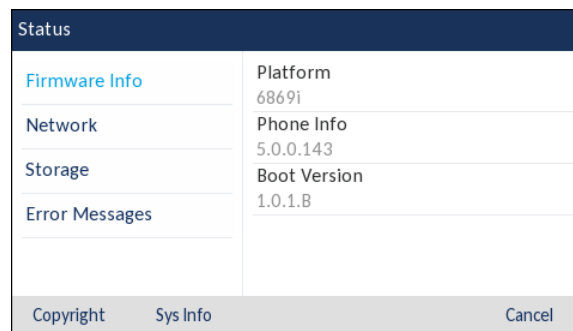 Status
Firmware Info
Network
Storage
Error Messages
Platform
6869i
Phone Info
5.0.0.143
Boot Version
1.0.1.B
Copyright
Sys Info
Cancel